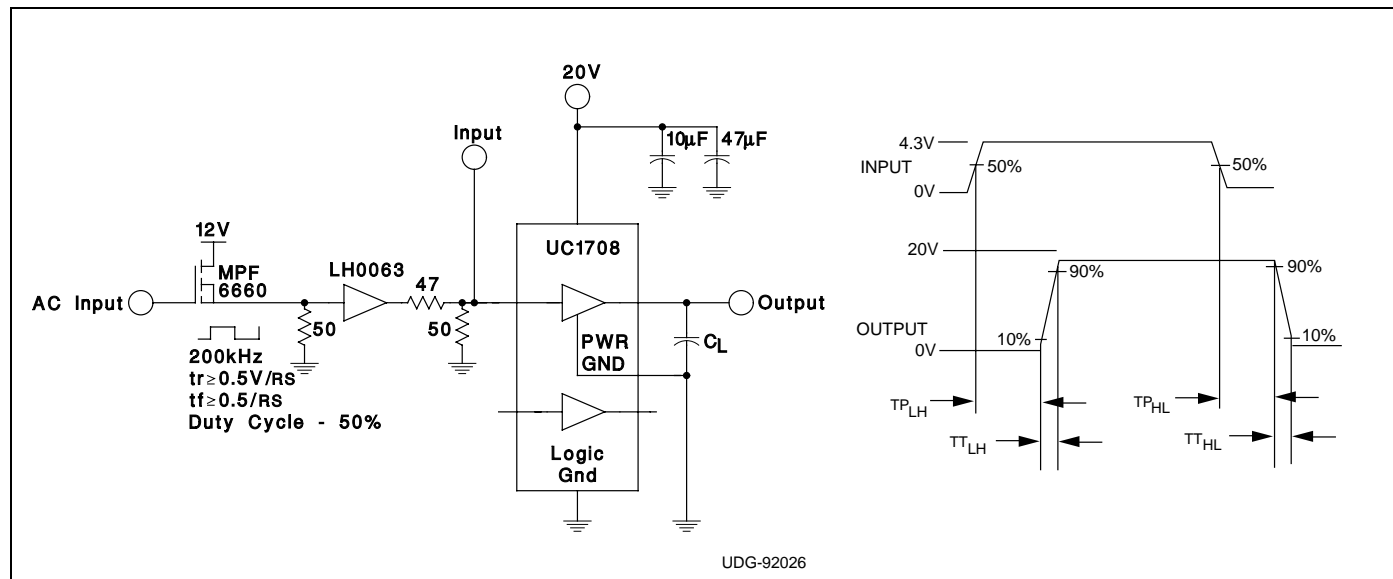 20V
Input
10µF
47µF
12V
MPF
6660
LH0063
47
UC1708
AC Input
50
50
PWR
GND
CL
Output
200kHz
tr≥0.5V/RS
tf≥0.5/RS
Duty Cycle - 50%
Logic
Gnd
4.3V
INPUT
0V
50%
50%
20V
90%
90%
OUTPUT
0V
10%
10%
TPLH
TPHL
TTLH
TTHL
UDG-92026